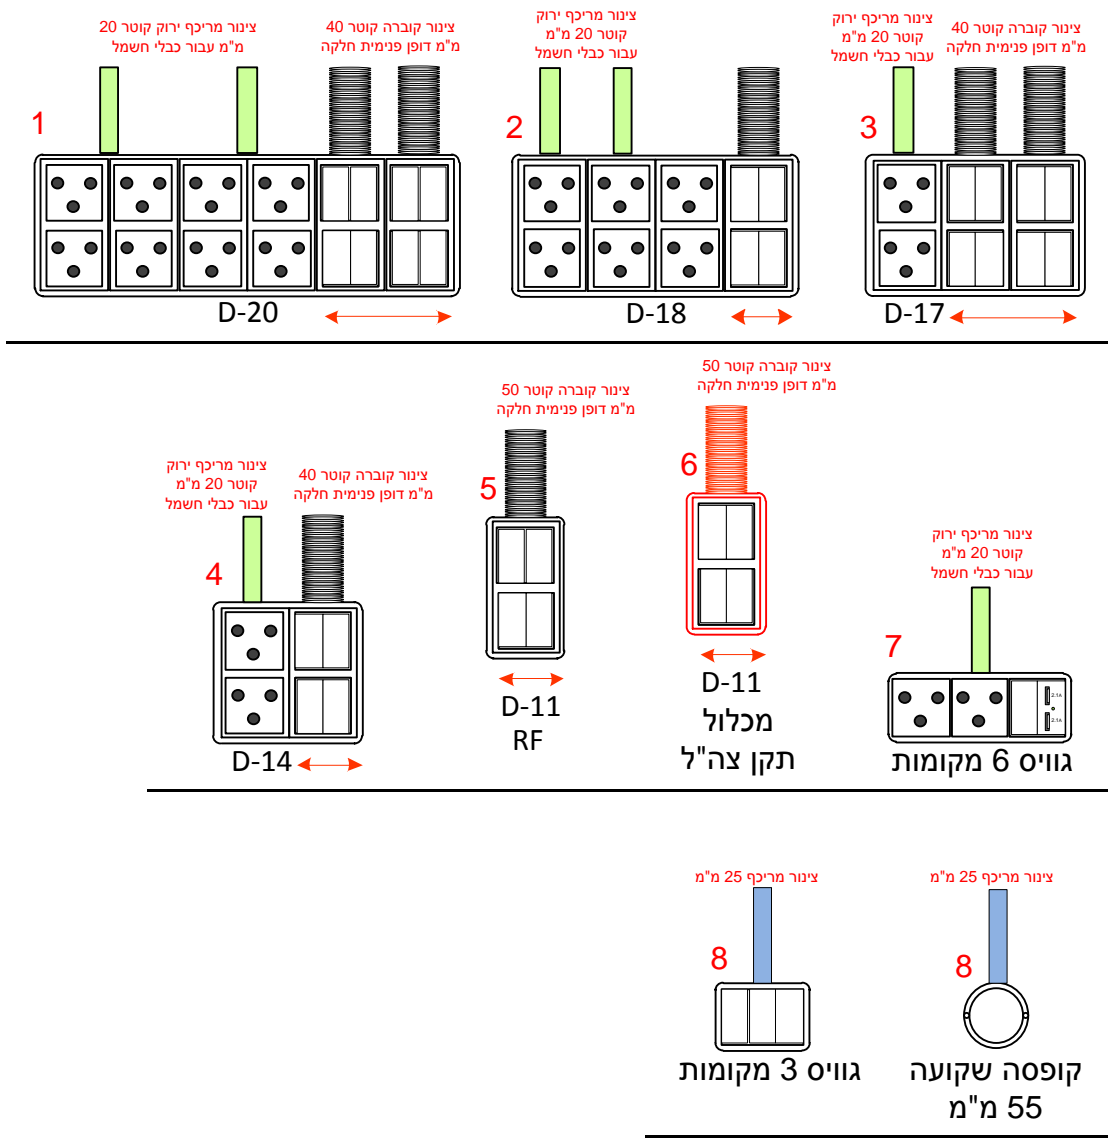 צינור מריכף ירוק קוטר 20
מ"מ עבור כבלי חשמל
צינור קוברה קוטר 40
מ"מ דופן פנימית חלקה
1
D-20
צינור מריכף ירוק
קוטר 20 מ"מ
עבור כבלי חשמל
2
D-18
צינור מריכף ירוק
קוטר 20 מ"מ
עבור כבלי חשמל
צינור קוברה קוטר 40
מ"מ דופן פנימית חלקה
3
D-17
צינור מריכף ירוק
קוטר 20 מ"מ
עבור כבלי חשמל
צינור קוברה קוטר 40
מ"מ דופן פנימית חלקה
4
D-14
צינור קוברה קוטר 50
מ"מ דופן פנימית חלקה
5
D-11
RF
צינור קוברה קוטר 50
מ"מ דופן פנימית חלקה
6
D-11
מכלול
תקן צה"ל
צינור מריכף ירוק
קוטר 20 מ"מ
עבור כבלי חשמל
7
2.1A
2.1A
גוויס 6 מקומות
צינור מריכף 25 מ"מ
8
גוויס 3 מקומות
צינור מריכף 25 מ"מ
8
קופסה שקועה
55 מ"מ